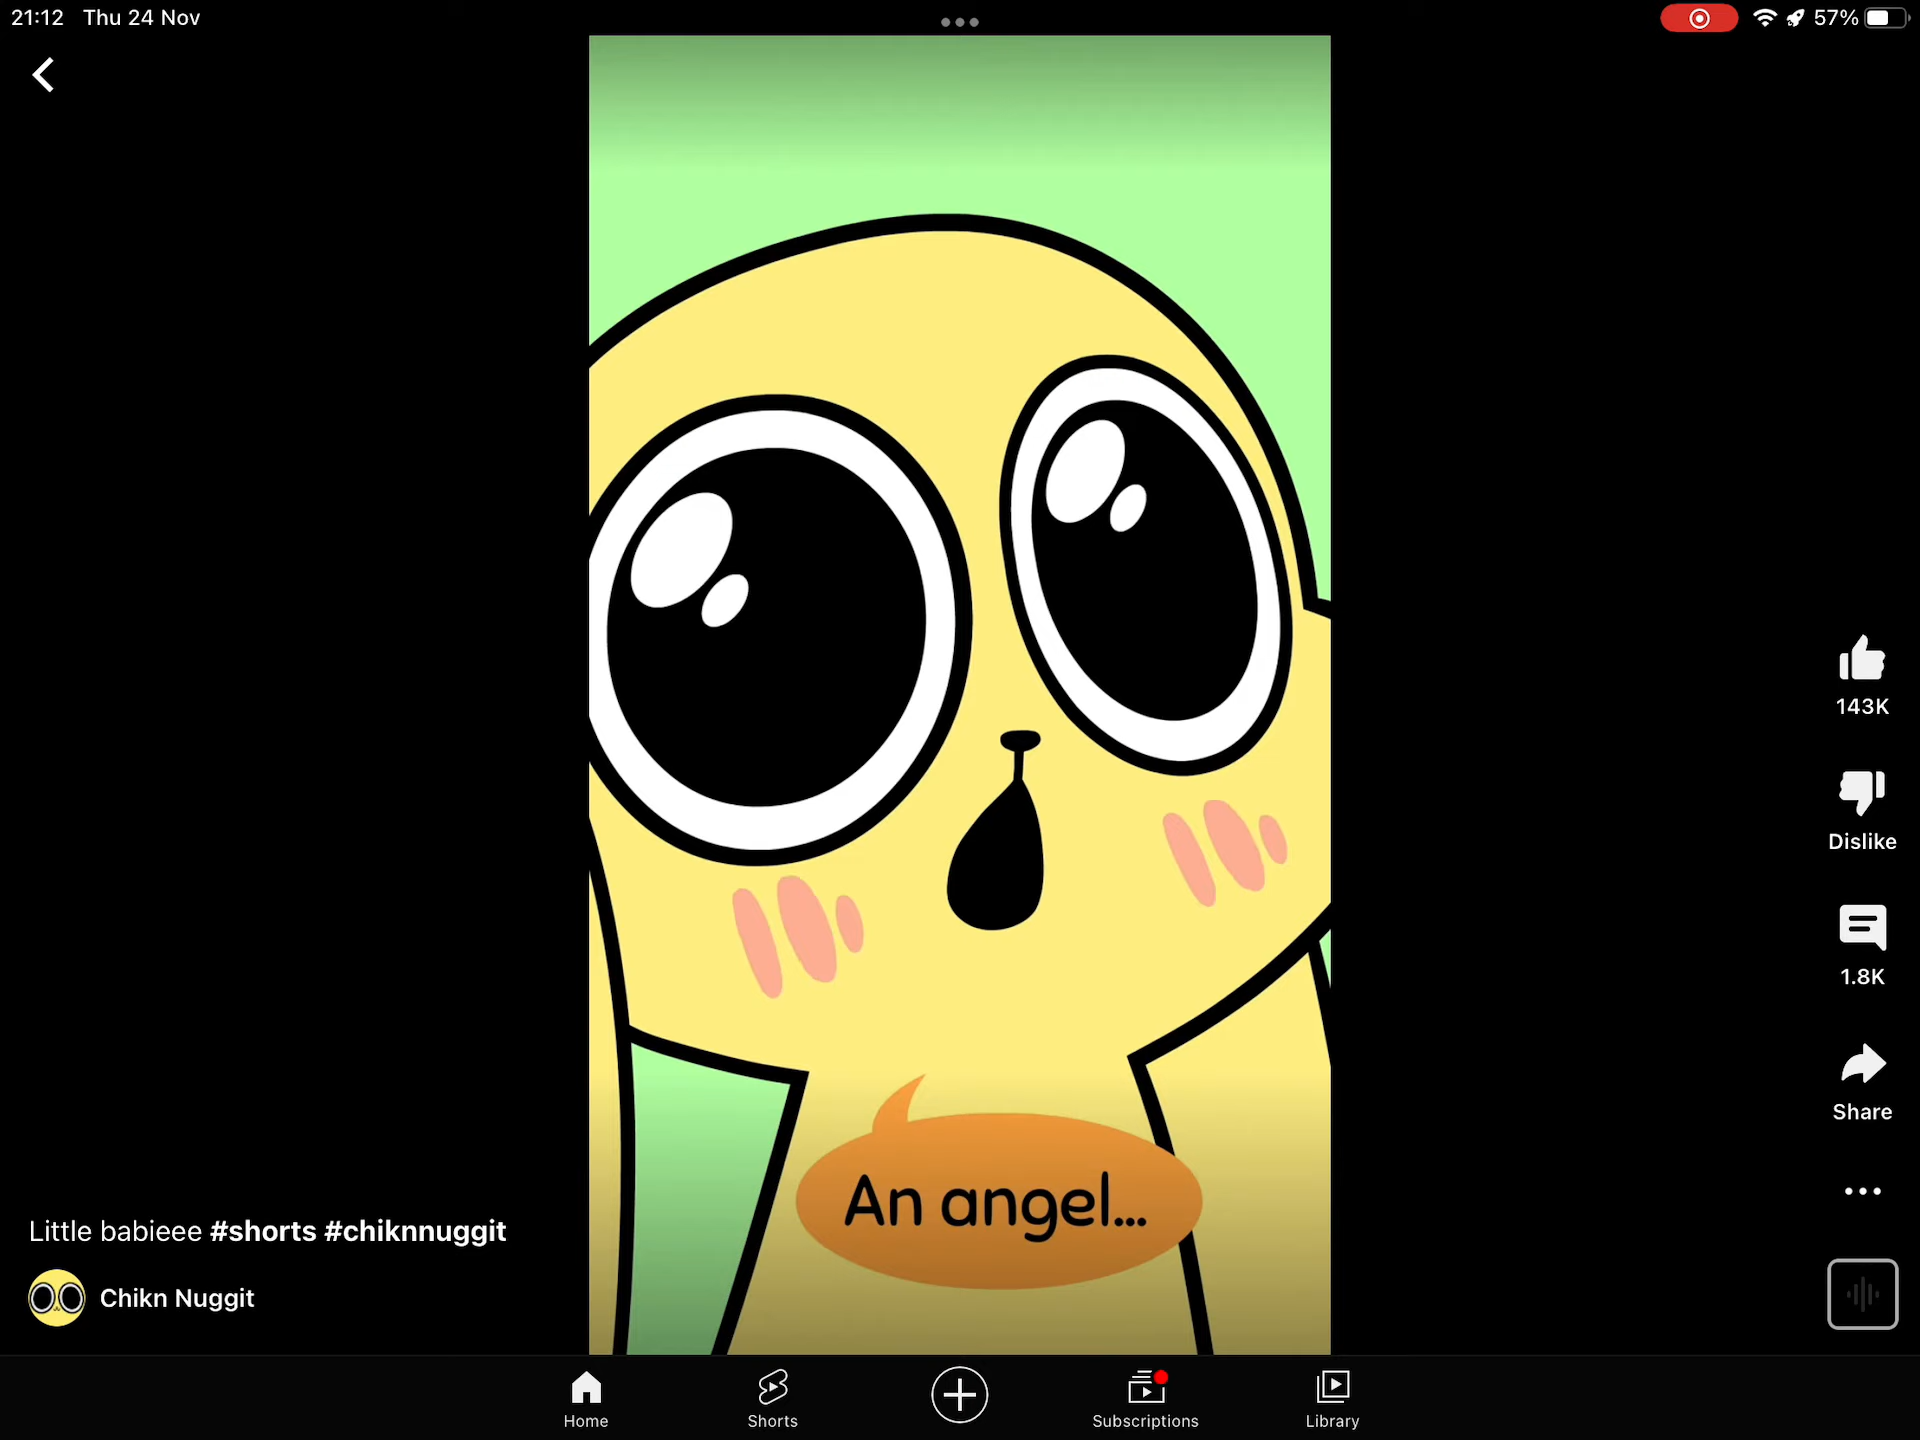 21:12 Thu 24 Nov
57%
An angel...
143K
Dislike
1.8K
Share
Little babieee #shorts #chiknnuggit
Chikn Nuggit
Home
Shorts
Subscriptions
Library